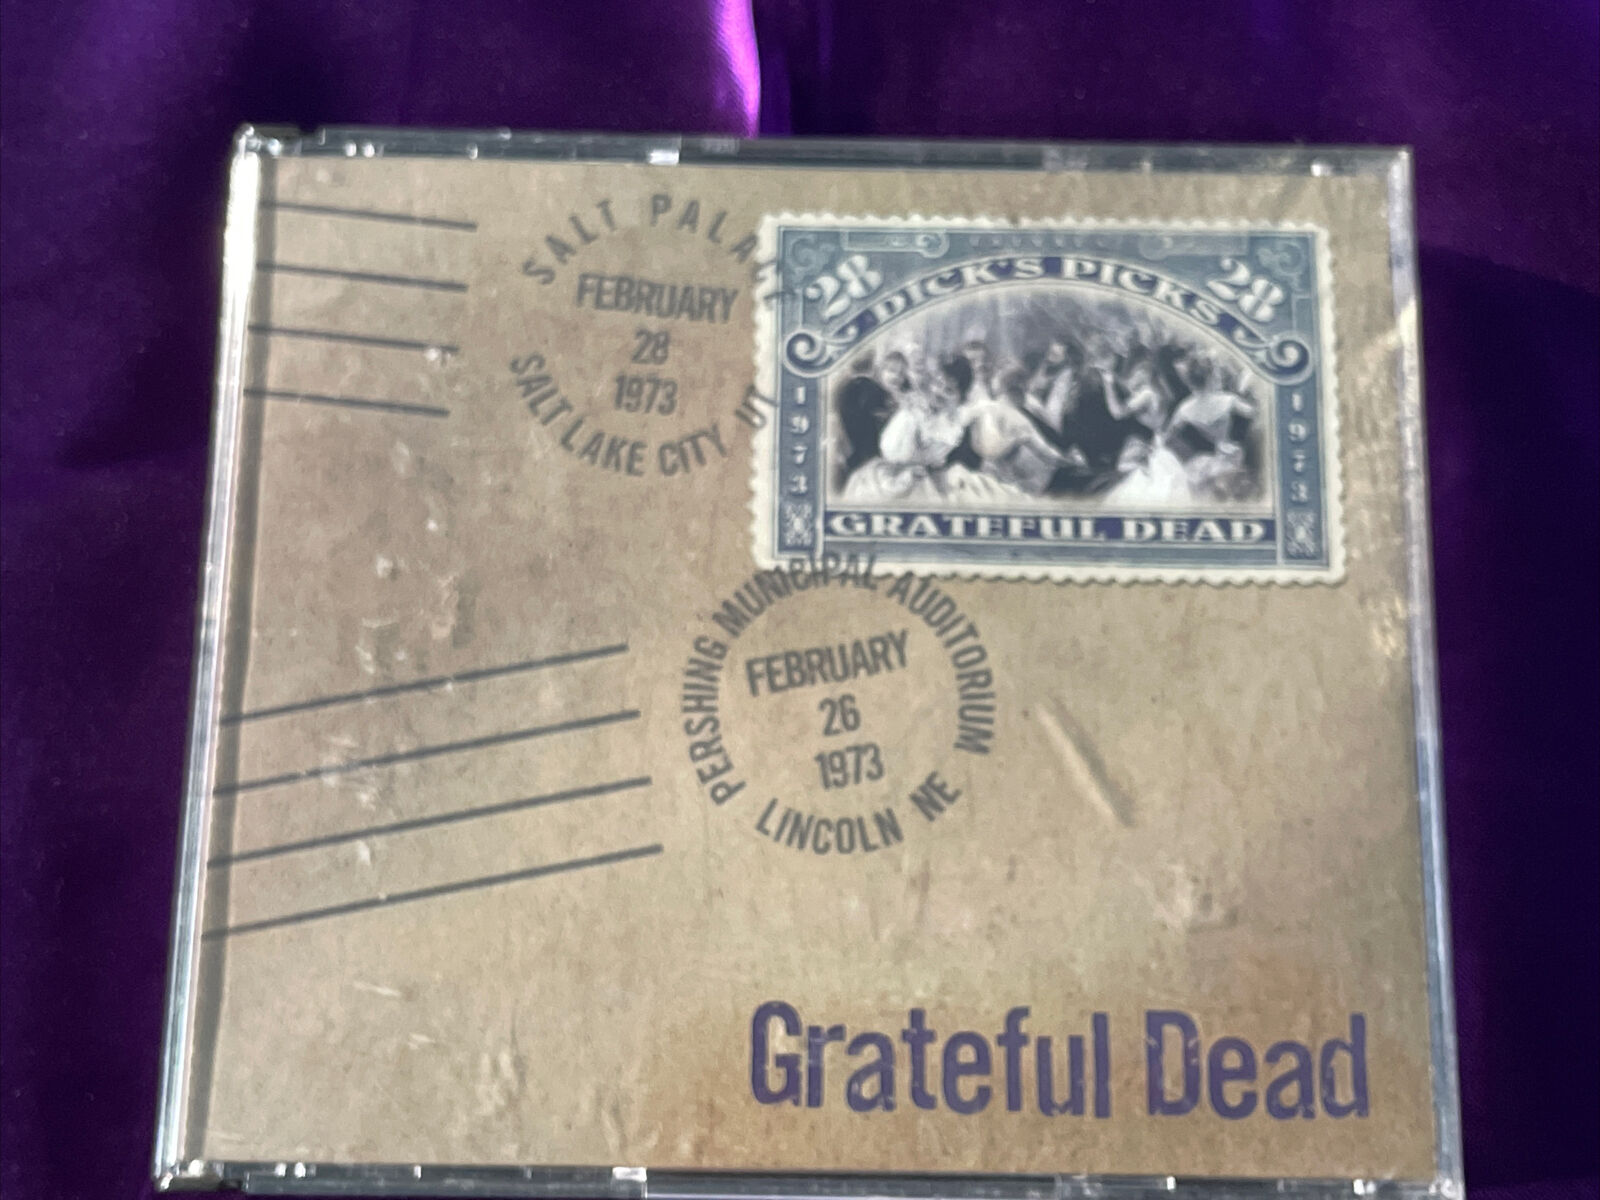 SALT PALACE
FEBRUARY
28
1973
SALT LAKE CITY UT
28 28
DICK'S PICKS
1973 1973
GRATEFUL DEAD
PERSHING MUNICIPAL AUDITORIUM
FEBRUARY
26
1973
LINCOLN NE
Grateful Dead